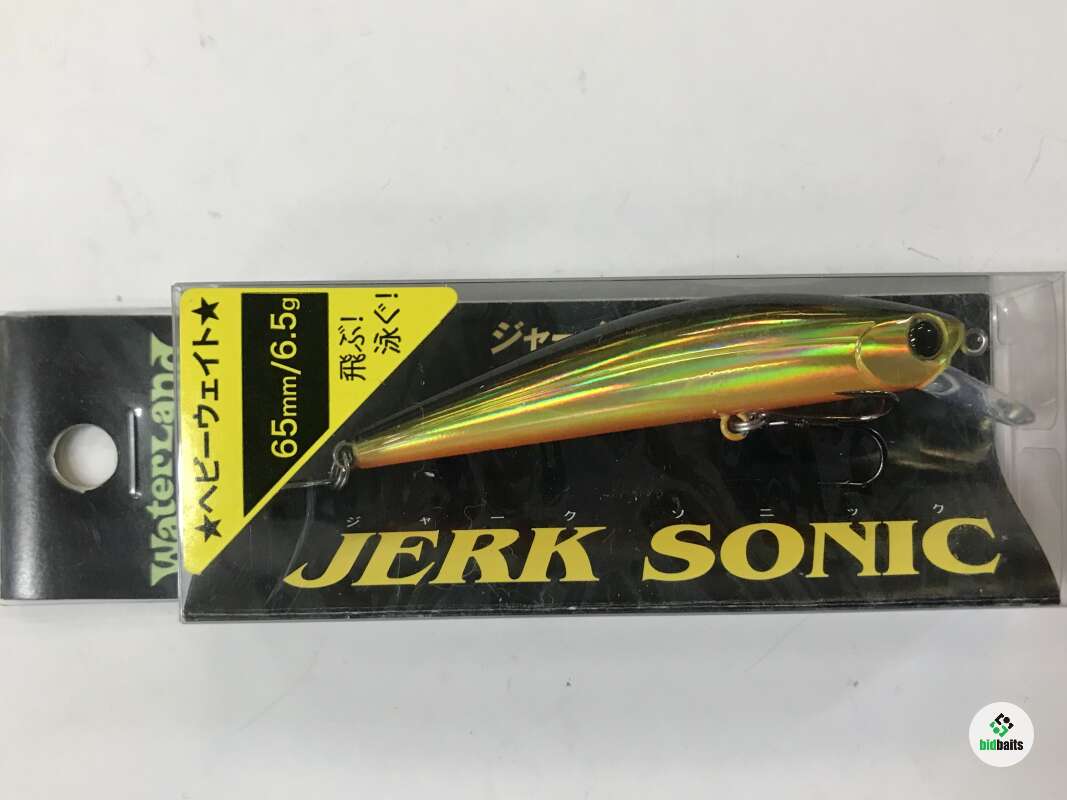 WaterLand
★ヘビーウェイト★
65mm/6.5g
飛ぶ!
泳ぐ!
ジャー
ジャーク ソニック
JERK SONIC
bidbaits